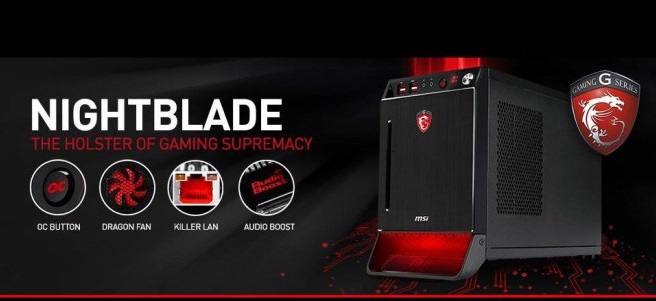 NIGHTBLADE
THE HOLSTER OF GAMING SUPREMACY
OC
Audio
Boost
OC BUTTON
DRAGON FAN
KILLER LAN
AUDIO BOOST
msi
GAMING G SERIES